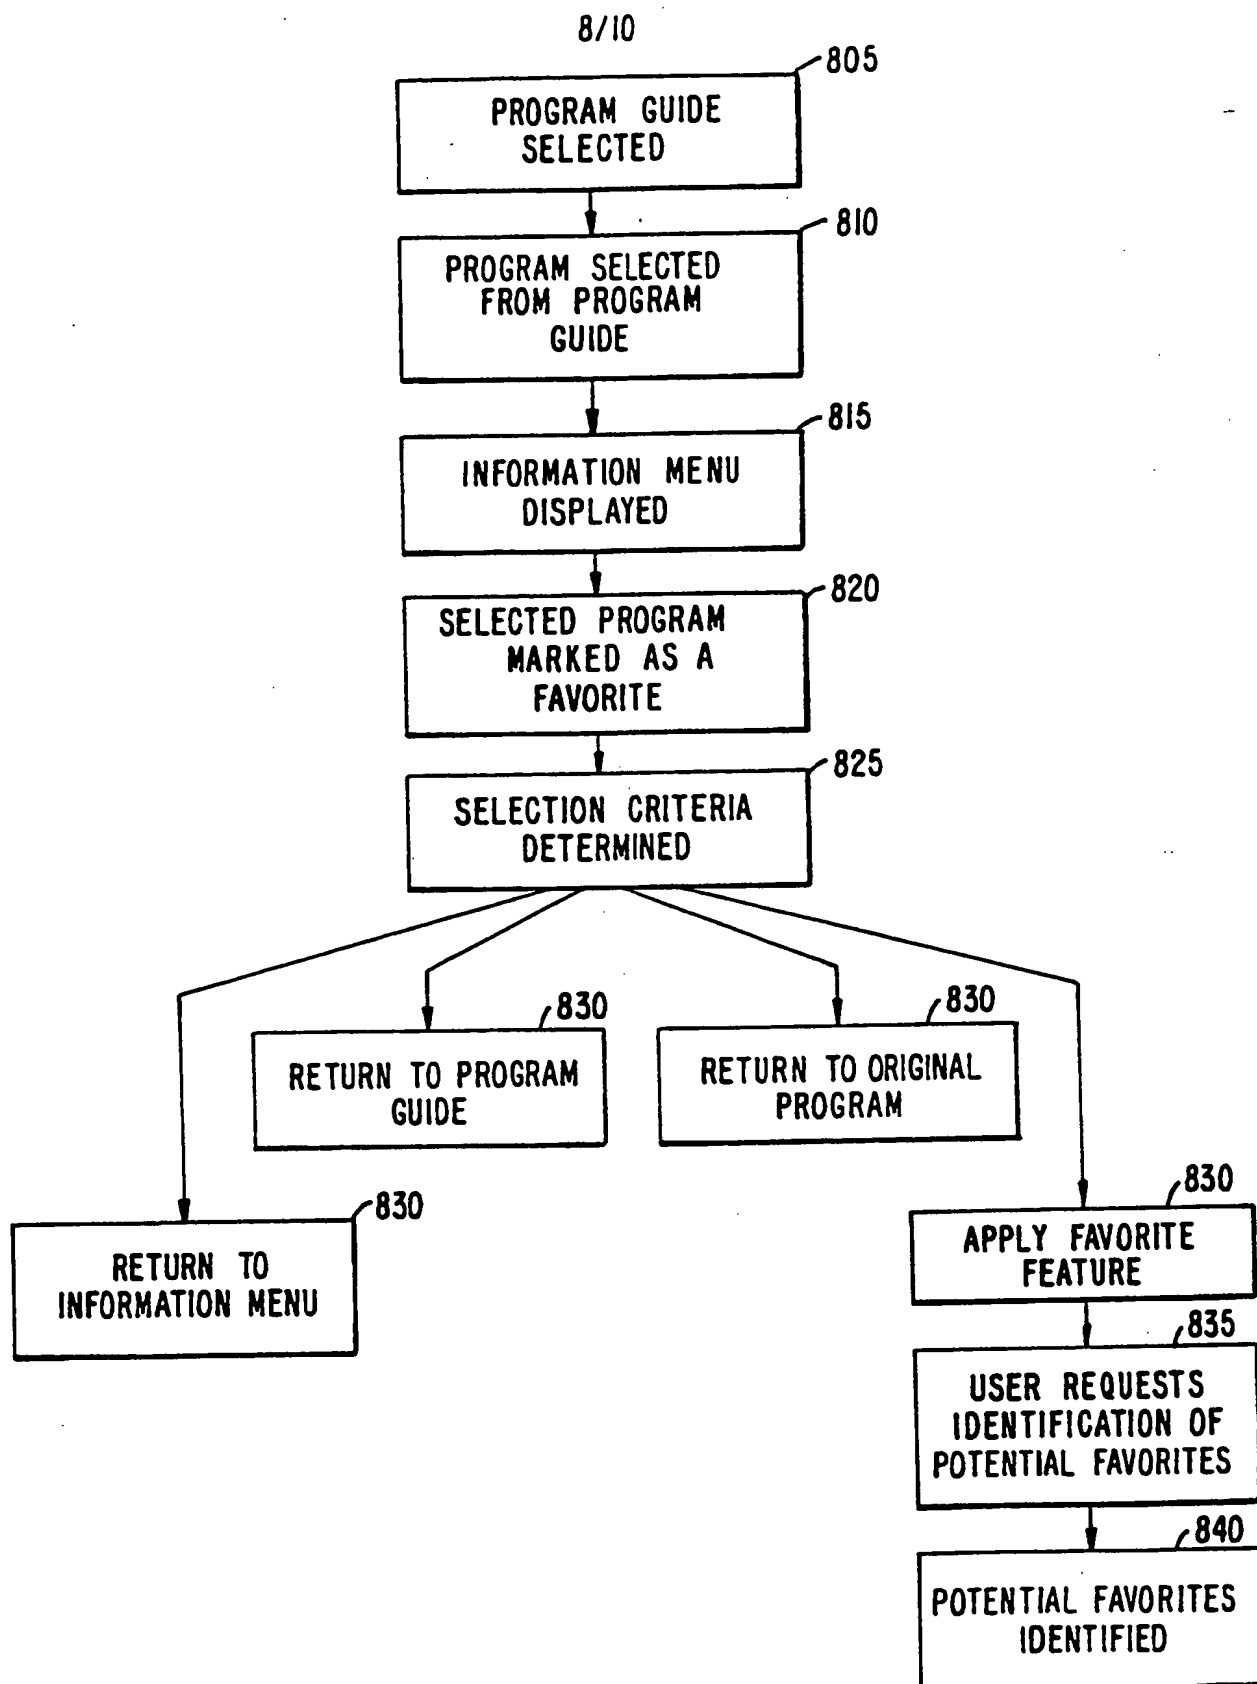 8/10
805
PROGRAM GUIDE
SELECTED
810
PROGRAM SELECTED
FROM PROGRAM
GUIDE
815
INFORMATION MENU
DISPLAYED
820
SELECTED PROGRAM
MARKED AS A
FAVORITE
825
SELECTION CRITERIA
DETERMINED
830
RETURN TO PROGRAM
GUIDE
830
RETURN TO ORIGINAL
PROGRAM
830
RETURN TO
INFORMATION MENU
830
APPLY FAVORITE
FEATURE
835
USER REQUESTS
IDENTIFICATION OF
POTENTIAL FAVORITES
840
POTENTIAL FAVORITES
IDENTIFIED